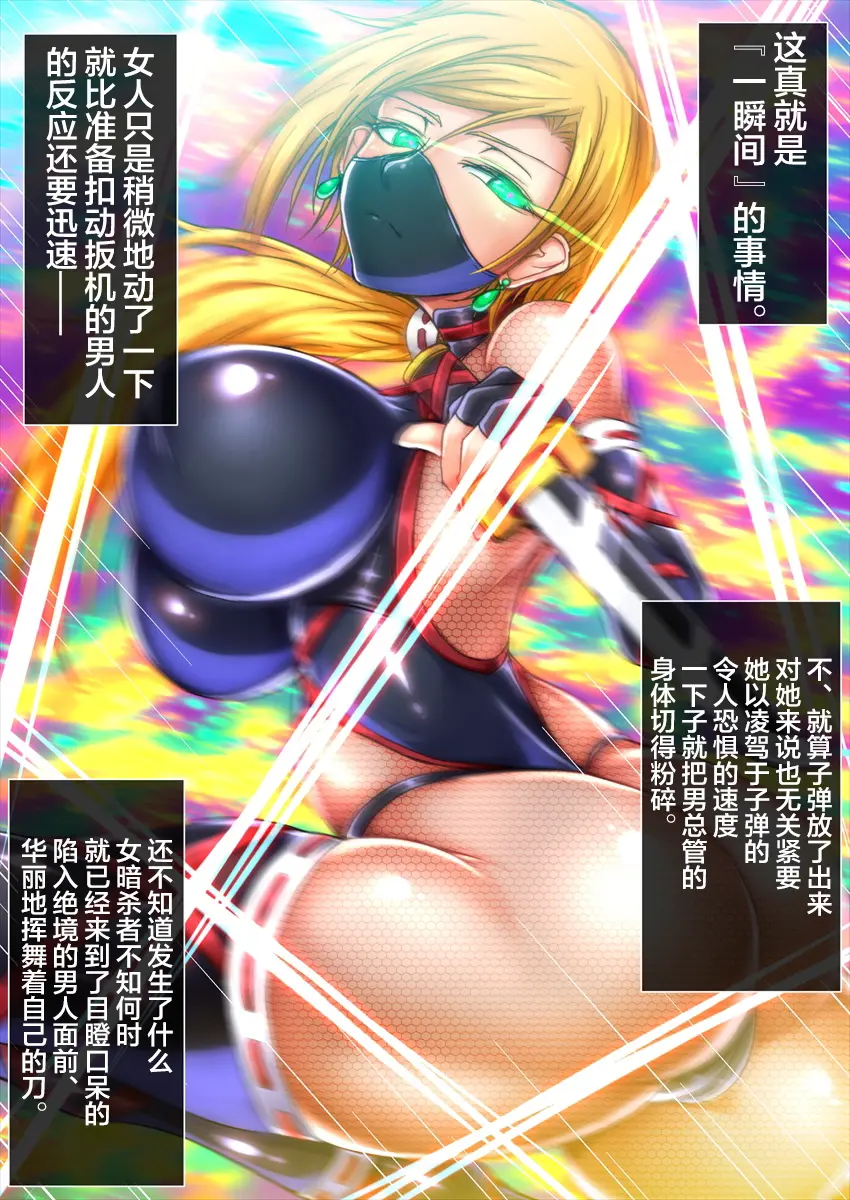 这真就是
『一瞬间』的事情。
女人只是稍微地动了一下
就比准备扣动扳机的男人
的反应还要迅速——
不、就算子弹放了出来
对她来说也无关紧要
她以凌驾于子弹的
令人恐惧的速度
一下子就把男总管的
身体切得粉碎。
还不知道发生了什么
女暗杀者不知何时
就已经来到了目瞪口呆的
陷入绝境的男人面前、
华丽地挥舞着自己的刀。